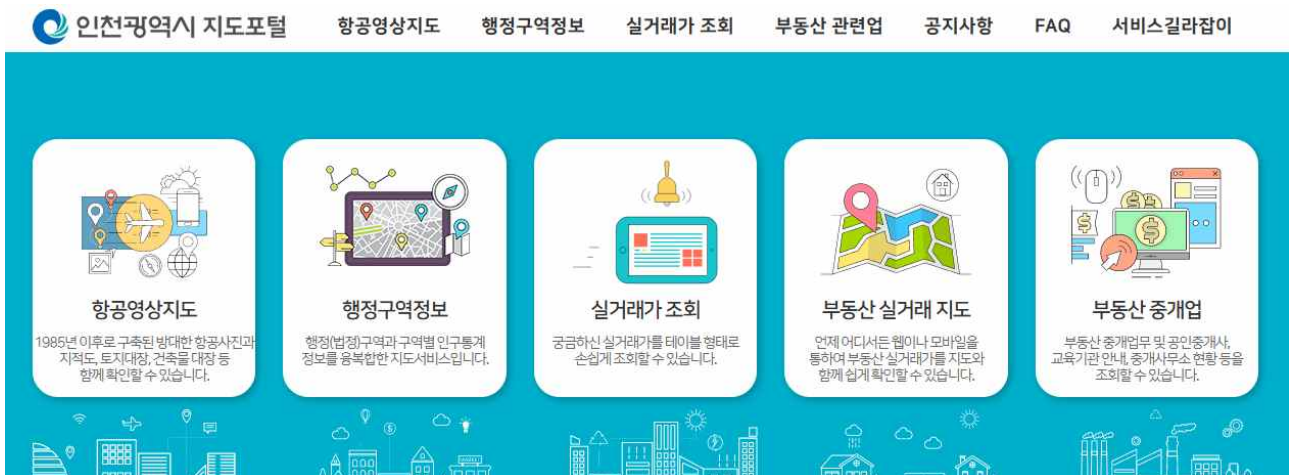 인천광역시 지도포털
항공영상지도
행정구역정보
실거래가 조회
부동산 관련업
공지사항
FAQ
서비스길라잡이
항공영상지도
1985년 이후로 구축된 방대한 항공사진과
지적도, 토지대장, 건축물 대장 등
함께 확인할 수 있습니다.
행정구역정보
행정(법정)구역과 구역별 인구통계
정보를 융복합한 지도서비스입니다.
실거래가 조회
궁금하신 실거래가를 테이블 형태로
손쉽게 조회할 수 있습니다.
부동산 실거래 지도
언제 어디서든 웹이나 모바일을
통하여 부동산 실거래가를 지도와
함께 쉽게 확인할 수 있습니다.
부동산 중개업
부동산 중개업무 및 공인중개사,
교육기관 안내, 중개사무소 현황 등을
조회할 수 있습니다.